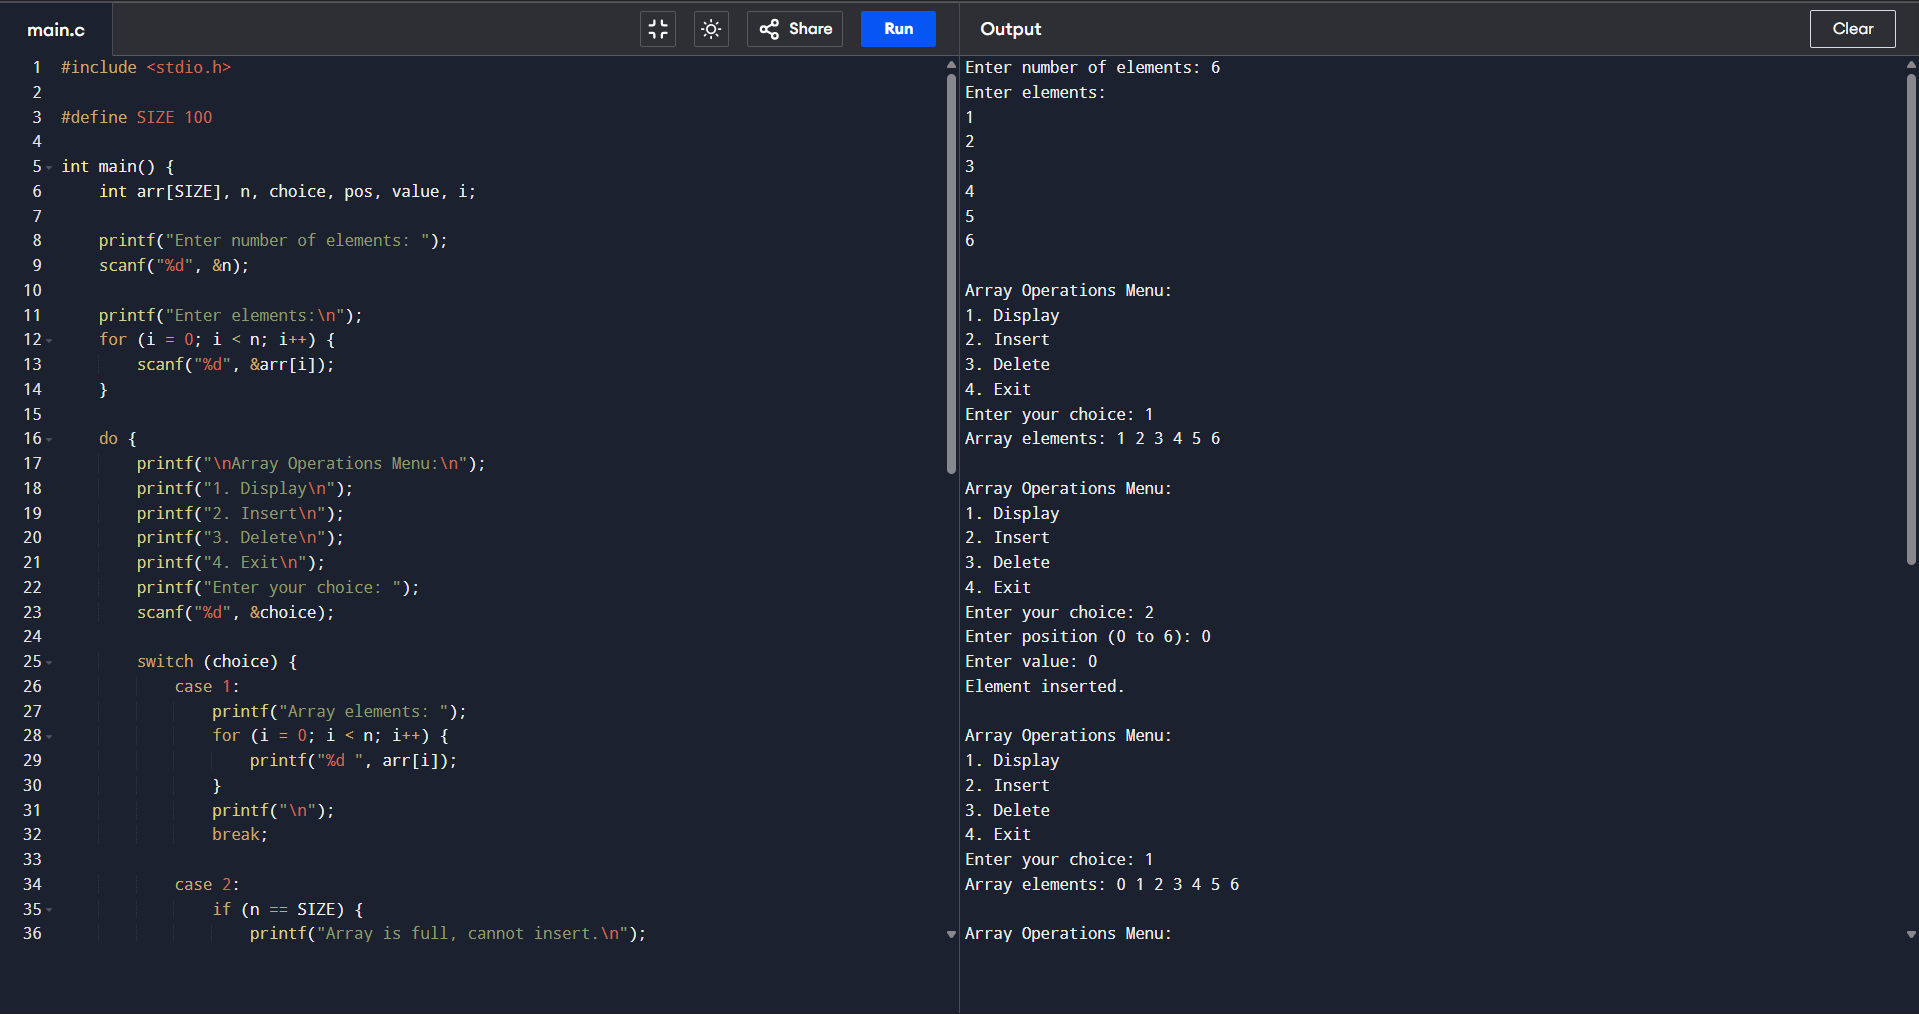 main.c
Share
Run
1 #include <stdio.h>
2
3 #define SIZE 100
4
5 int main() {
6     int arr[SIZE], n, choice, pos, value, i;
7
8     printf("Enter number of elements: ");
9     scanf("%d", &n);
10
11     printf("Enter elements:\n");
12     for (i = 0; i < n; i++) {
13         scanf("%d", &arr[i]);
14     }
15
16     do {
17         printf("\nArray Operations Menu:\n");
18         printf("1. Display\n");
19         printf("2. Insert\n");
20         printf("3. Delete\n");
21         printf("4. Exit\n");
22         printf("Enter your choice: ");
23         scanf("%d", &choice);
24
25         switch (choice) {
26             case 1:
27                 printf("Array elements: ");
28                 for (i = 0; i < n; i++) {
29                     printf("%d ", arr[i]);
30                 }
31                 printf("\n");
32                 break;
33
34             case 2:
35                 if (n == SIZE) {
36                     printf("Array is full, cannot insert.\n");
Output
Clear
Enter number of elements: 6
Enter elements:
1
2
3
4
5
6

Array Operations Menu:
1. Display
2. Insert
3. Delete
4. Exit
Enter your choice: 1
Array elements: 1 2 3 4 5 6

Array Operations Menu:
1. Display
2. Insert
3. Delete
4. Exit
Enter your choice: 2
Enter position (0 to 6): 0
Enter value: 0
Element inserted.

Array Operations Menu:
1. Display
2. Insert
3. Delete
4. Exit
Enter your choice: 1
Array elements: 0 1 2 3 4 5 6

Array Operations Menu: